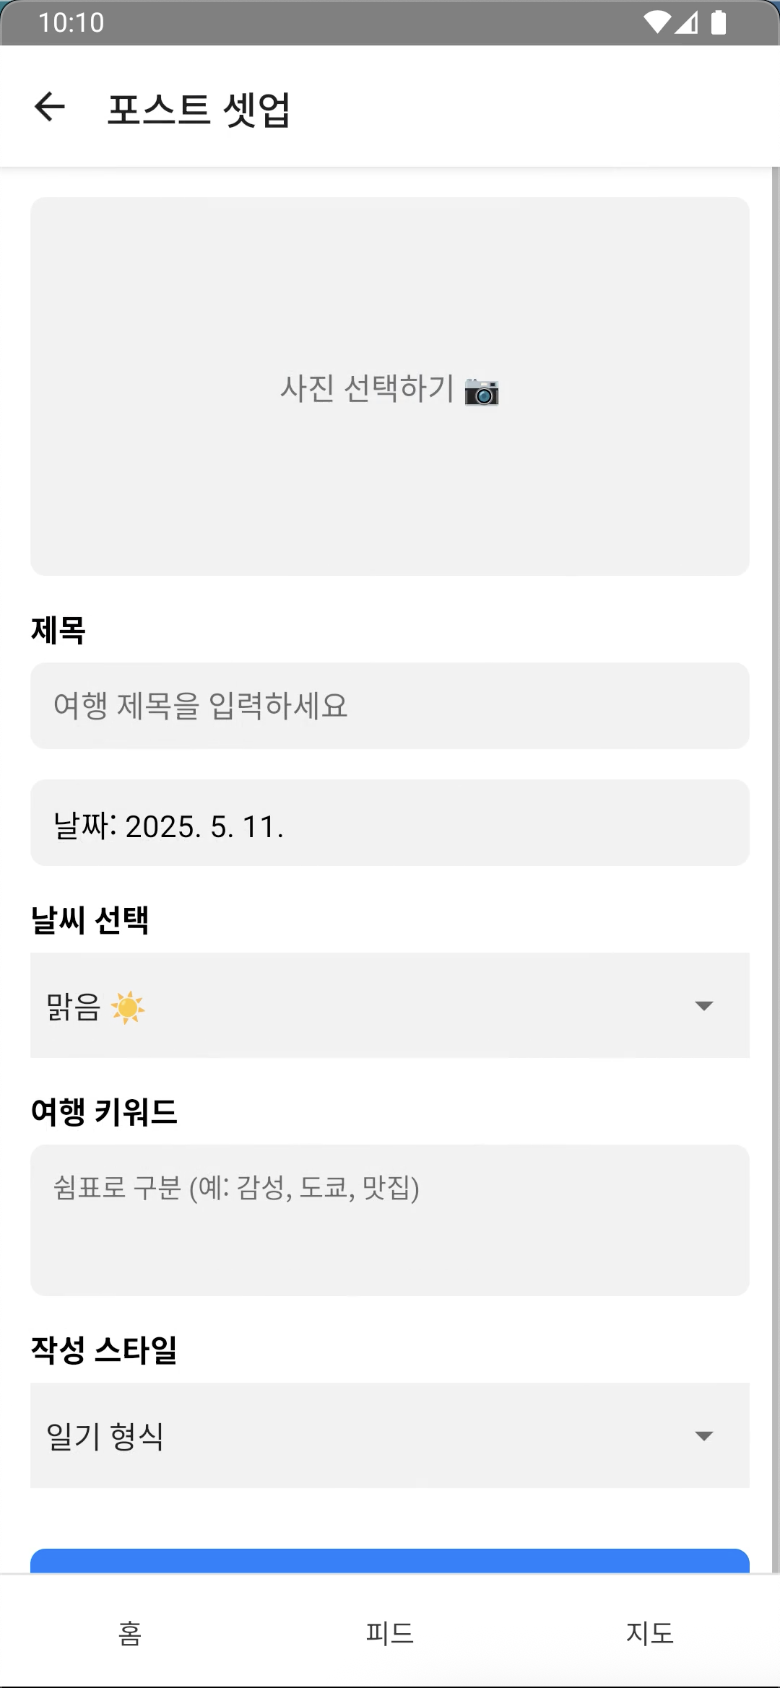 10:10
포스트 셋업
사진 선택하기 📷
제목
여행 제목을 입력하세요
날짜: 2025. 5. 11.
날씨 선택
맑음 ☀️
여행 키워드
쉼표로 구분 (예: 감성, 도쿄, 맛집)
작성 스타일
일기 형식
홈 피드 지도